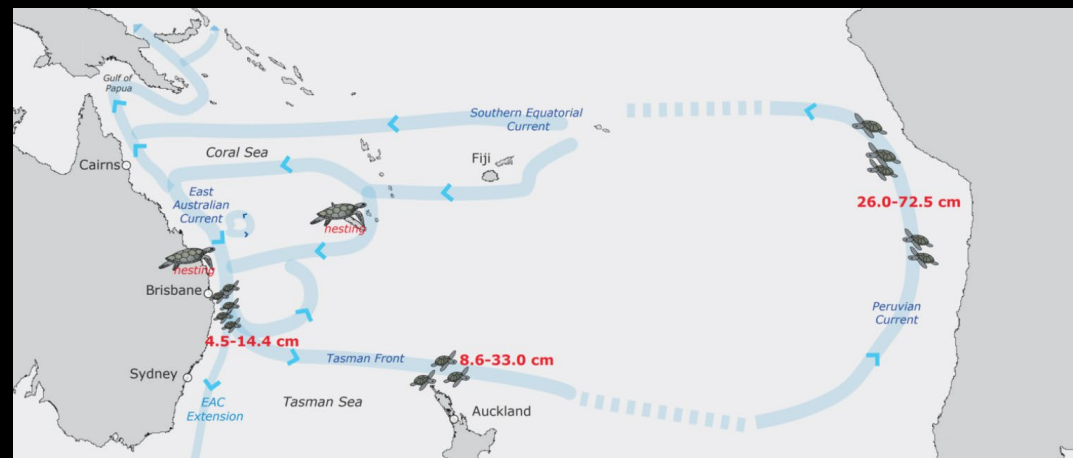 Gulf of
Papua
Southern Equatorial
Current
Coral Sea
Fiji
Cairns
East
Australian
Current
26.0-72.5 cm
nesting
nesting
Brisbane
Peruvian
Current
4.5-14.4 cm
Tasman Front
8.6-33.0 cm
Sydney
EAC
Extension
Tasman Sea
Auckland